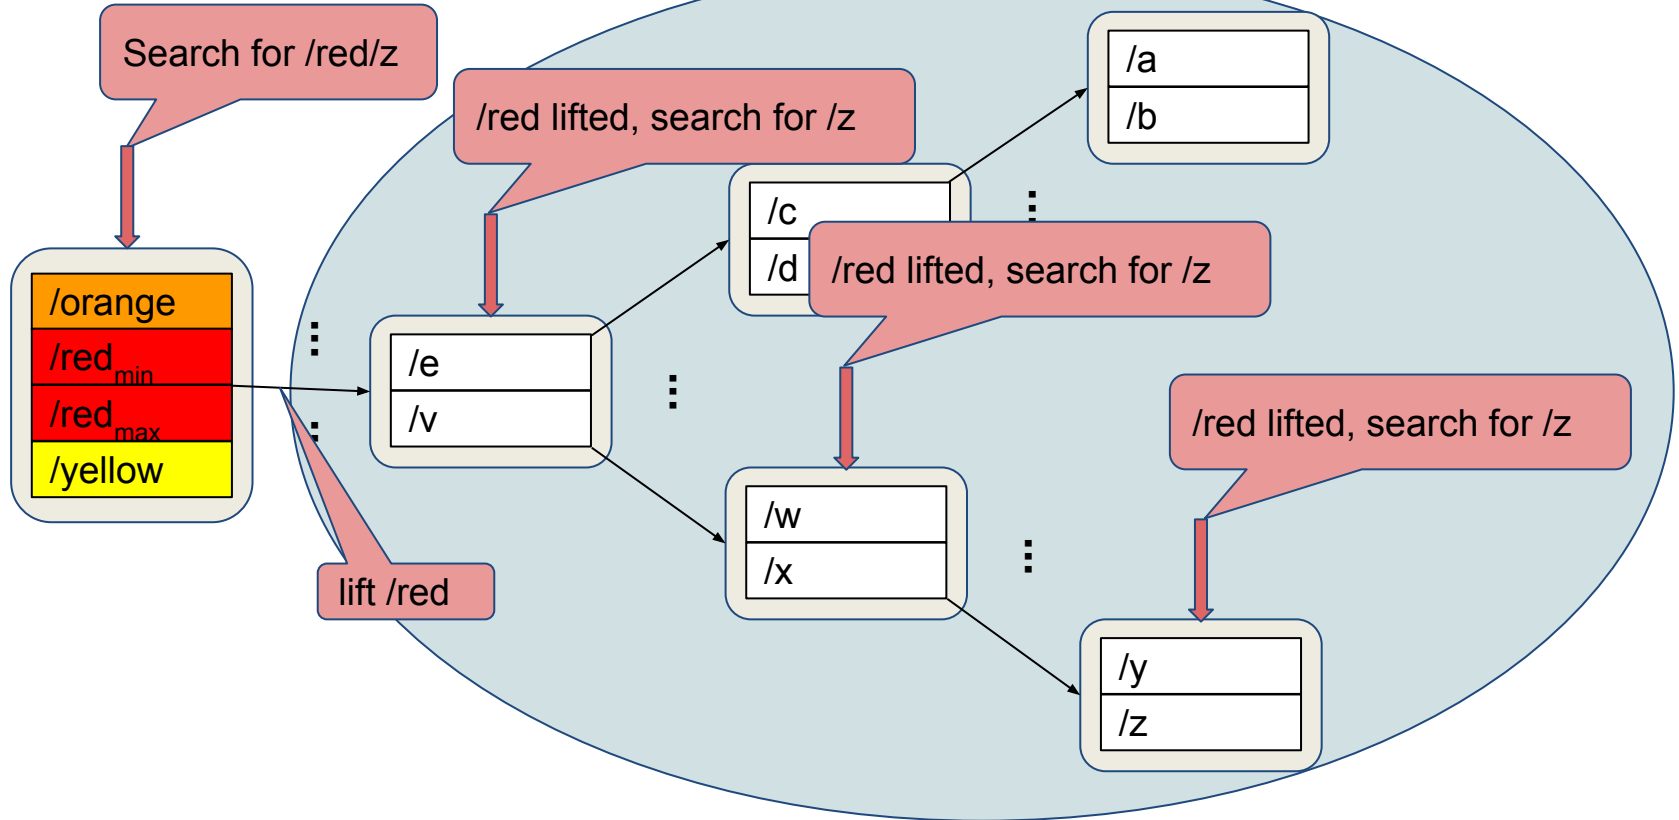 Search for /red/z
/red lifted, search for /z
/a
/b
/c
/d
/red lifted, search for /z
/orange
/redmin
/redmax
/yellow
/e
/v
/red lifted, search for /z
lift /red
/w
/x
/y
/z